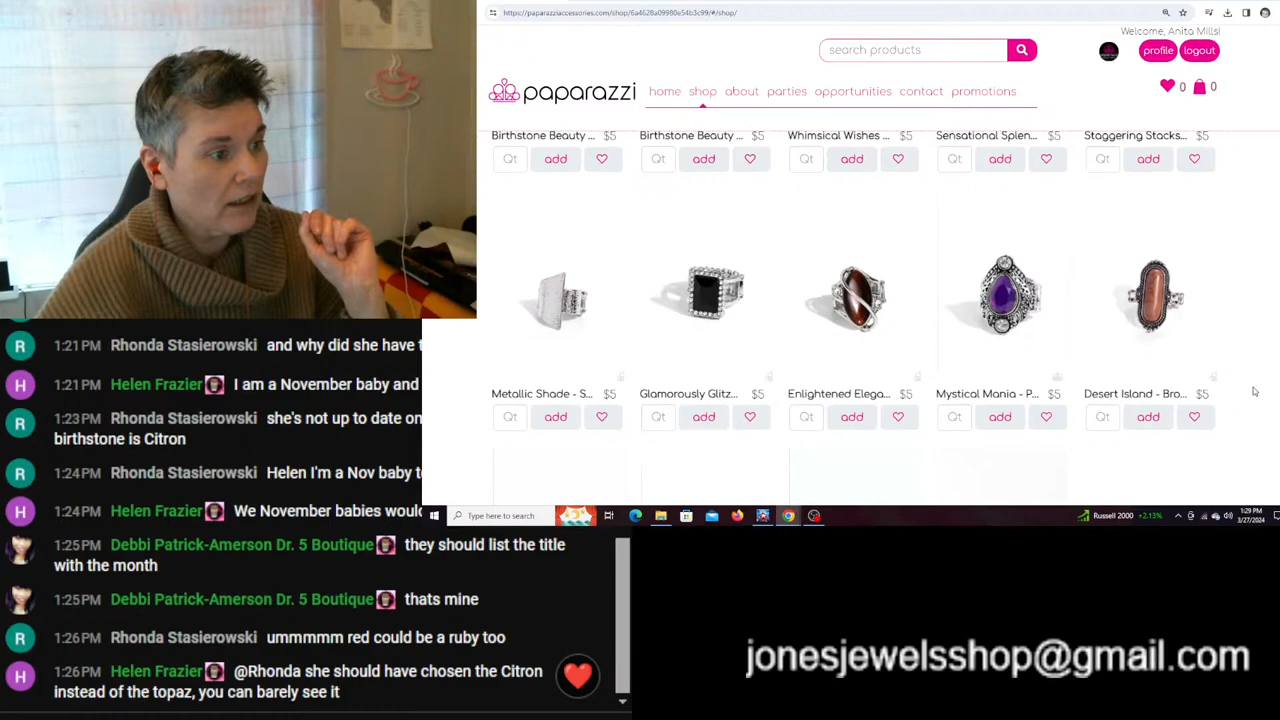 https://paparazziaccessories.com/shop/6a4628a09980e54b3c99/#/shop/
Welcome, Anita Mills!
search products
profile
logout
paparazzi
home shop about parties opportunities contact promotions
0 0
Birthstone Beauty ... $5
Birthstone Beauty ... $5
Whimsical Wishes ... $5
Sensational Splen... $5
Staggering Stacks... $5
Qt add
Qt add
Qt add
Qt add
Qt add
Metallic Shade - S... $5
Glamorously Glitz... $5
Enlightened Elega... $5
Mystical Mania - P... $5
Desert Island - Bro... $5
Qt add
Qt add
Qt add
Qt add
Qt add
Type here to search
Russell 2000 +2.13%
1:29 PM
3/27/2024
R 1:21 PM Rhonda Stasierowski and why did she have t
H 1:21 PM Helen Frazier I am a November baby and
R 1:23 PM Rhonda Stasierowski she's not up to date on
birthstone is Citron
R 1:24 PM Rhonda Stasierowski Helen I'm a Nov baby t
H 1:24 PM Helen Frazier We November babies woul
1:25 PM Debbi Patrick-Amerson Dr. 5 Boutique they should list the title
with the month
1:25 PM Debbi Patrick-Amerson Dr. 5 Boutique thats mine
R 1:26 PM Rhonda Stasierowski ummmmm red could be a ruby too
H 1:26 PM Helen Frazier @Rhonda she should have chosen the Citron
instead of the topaz, you can barely see it
jonesjewelsshop@gmail.com